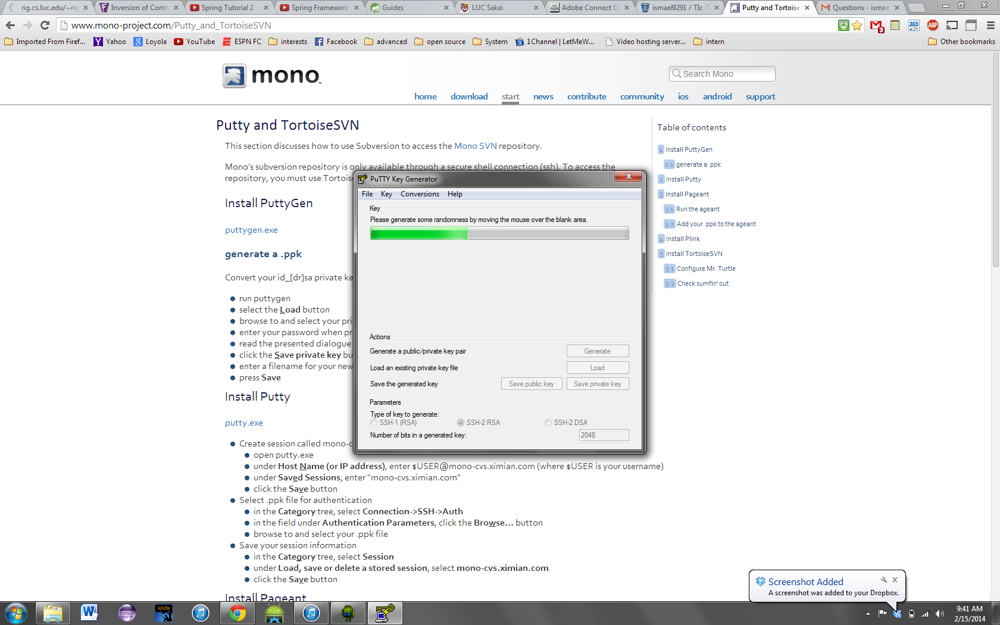 rig.cs.luc.edu/~rig
Inversion of Contr
Spring Tutorial 2 -
Spring Framework
Guides
LUC Sakai
Adobe Connect Ce
ismael9291 / TIc-T
Putty and Tortoise
Questions - ismae
www.mono-project.com/Putty_and_TortoiseSVN
3
365
ABP
Imported From Firef...
Yahoo
Loyola
YouTube
ESPN FC
interests
Facebook
advanced
open source
System
1Channel | LetMeW...
Video hosting server...
intern
Other bookmarks
mono
Search Mono
home download start news contribute community ios android support
Putty and TortoiseSVN
This section discusses how to use Subversion to access the Mono SVN repository.
Mono's subversion repository is only available through a secure shell connection (ssh). To access the
repository, you must use Tortois
Install PuttyGen
puttygen.exe
generate a .ppk
Convert your id_[dr]sa private ke
run puttygen
select the Load button
browse to and select your pri
enter your password when pr
read the presented dialogue
click the Save private key bu
enter a filename for your new
press Save
Install Putty
putty.exe
Create session called mono-c
open putty.exe
under Host Name (or IP address), enter $USER@mono-cvs.ximian.com (where $USER is your username)
under Saved Sessions, enter "mono-cvs.ximian.com"
click the Save button
Select .ppk file for authentication
in the Category tree, select Connection->SSH->Auth
in the field under Authentication Parameters, click the Browse... button
browse to and select your .ppk file
Save your session information
in the Category tree, select Session
under Load, save or delete a stored session, select mono-cvs.ximian.com
click the Save button
Install Pageant
Table of contents
1 Install PuttyGen
1.1 generate a .ppk
2 Install Putty
3 Install Pageant
3.1 Run the ageant
3.2 Add your .ppk to the ageant
4 Install Plink
5 Install TortoiseSVN
5.1 Configure Mr. Turtle
5.2 Check sumfin' out
PuTTY Key Generator
File Key Conversions Help
Key
Please generate some randomness by moving the mouse over the blank area.
Actions
Generate a public/private key pair
Generate
Load an existing private key file
Load
Save the generated key
Save public key
Save private key
Parameters
Type of key to generate:
SSH-1 (RSA)
SSH-2 RSA
SSH-2 DSA
Number of bits in a generated key:
2048
Screenshot Added
A screenshot was added to your Dropbox.
kindle
9:41 AM
2/15/2014